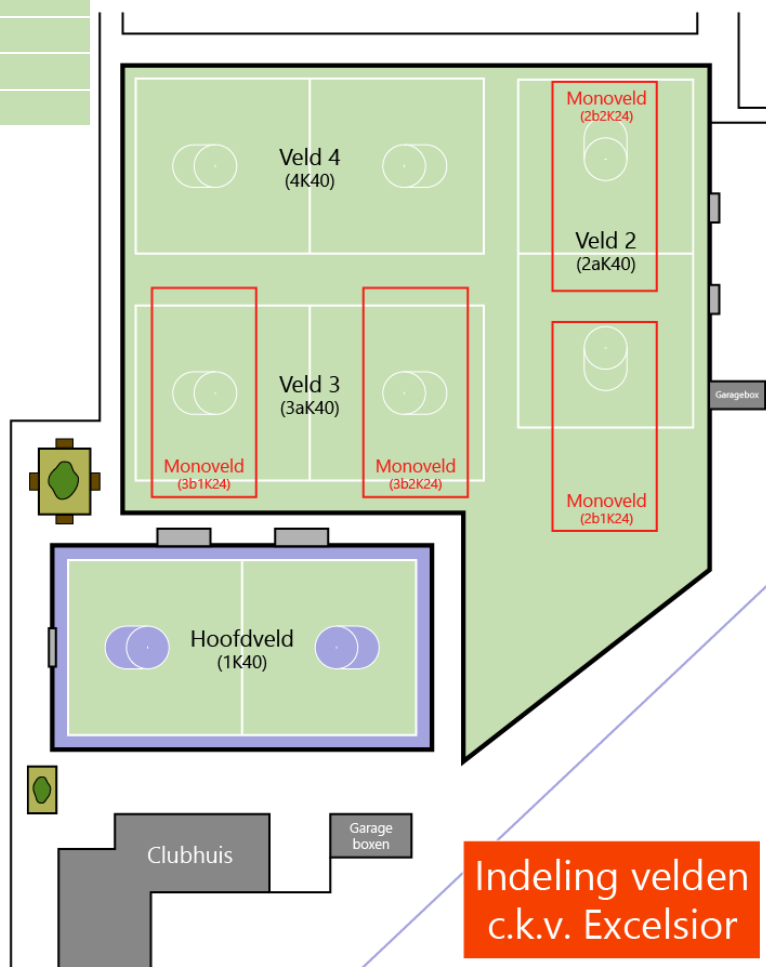 Monoveld
(2b2K24)
Veld 4
(4K40)
Veld 2
(2aK40)
Veld 3
(3aK40)
Garagebox
Monoveld
(3b1K24)
Monoveld
(3b2K24)
Monoveld
(2b1K24)
Hoofdveld
(1K40)
Clubhuis
Garage
boxen
Indeling velden
c.k.v. Excelsior